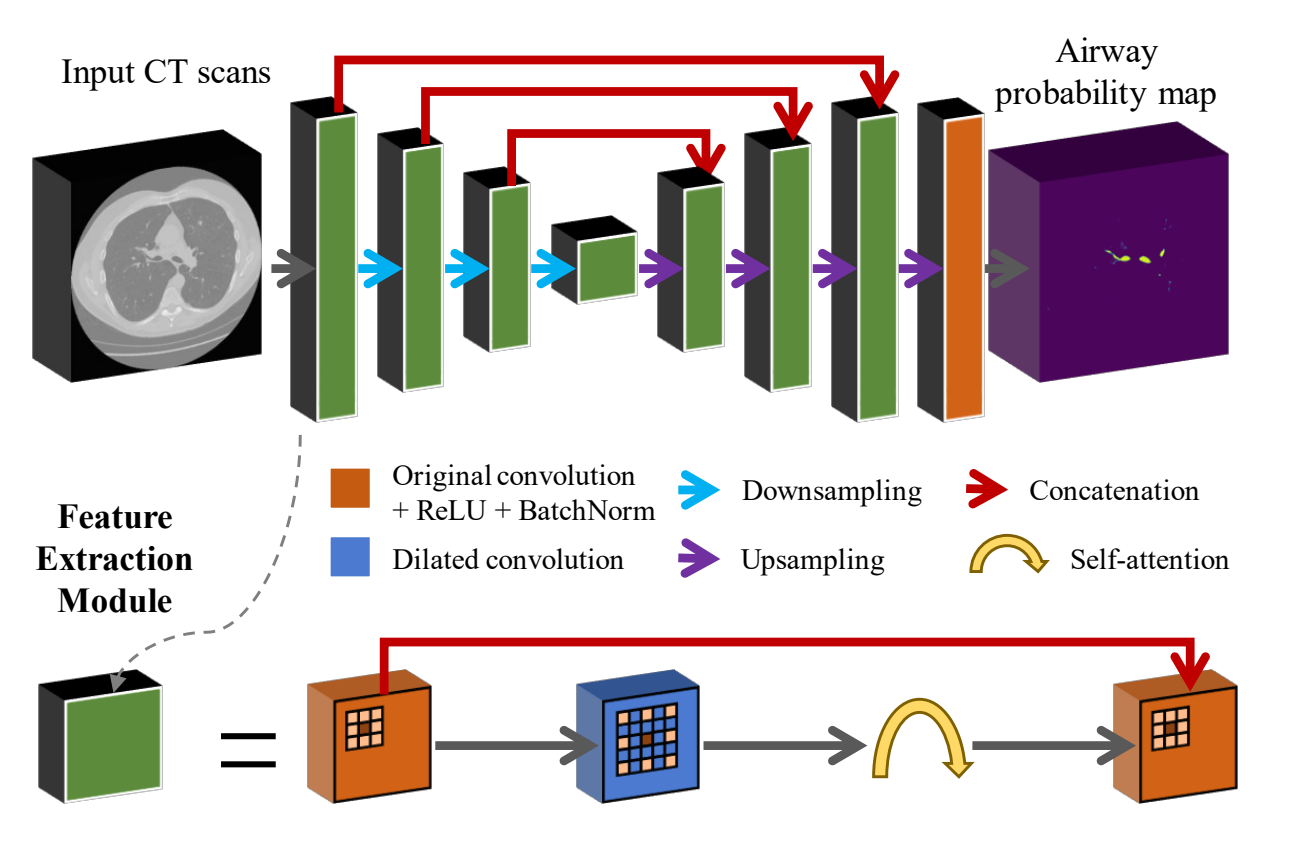 Input CT scans
Airway
probability map
Original convolution
+ ReLU + BatchNorm
Downsampling
Concatenation
Dilated convolution
Upsampling
Self-attention
Feature
Extraction
Module